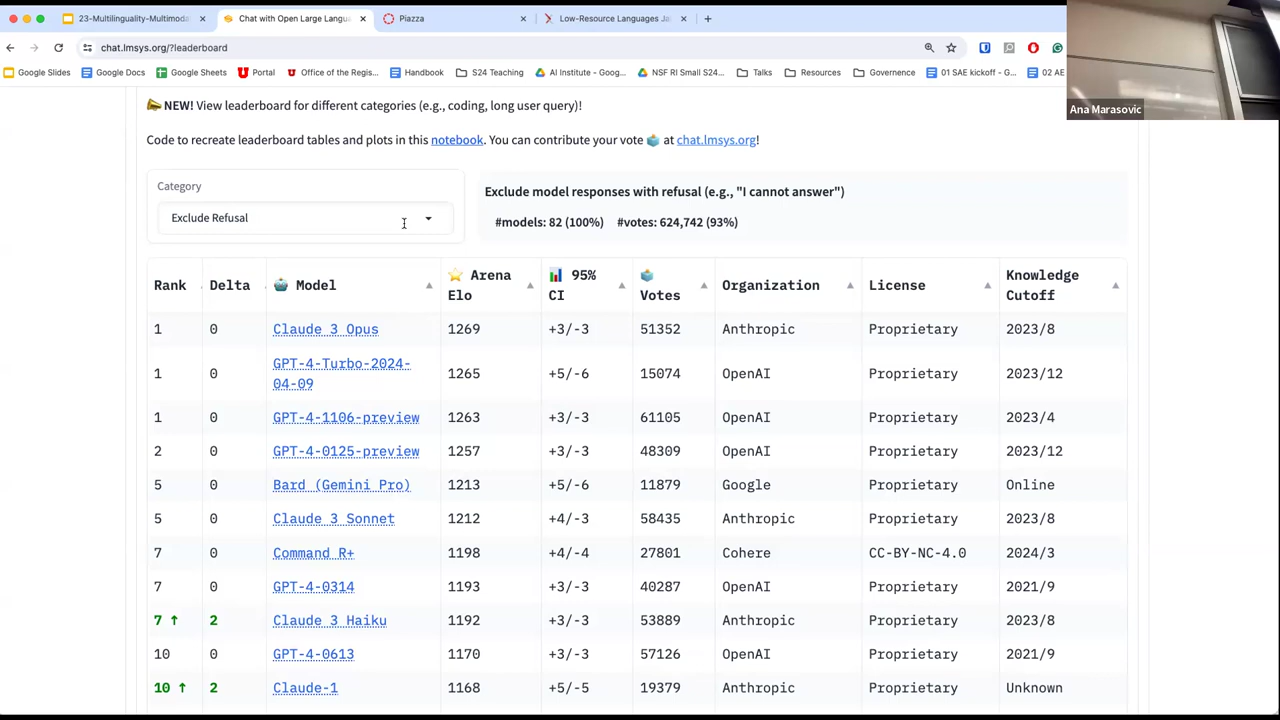 23-Multilinguality-Multimoda
Chat with Open Large Langu
Piazza
Low-Resource Languages Ja
chat.lmsys.org/?leaderboard
Google Slides
Google Docs
Google Sheets
Portal
Office of the Regis...
Handbook
S24 Teaching
AI Institute - Goog...
NSF RI Small S24...
Talks
Resources
Governence
01 SAE kickoff - G...
02 AE
Ana Marasovic
NEW! View leaderboard for different categories (e.g., coding, long user query)!
Code to recreate leaderboard tables and plots in this notebook. You can contribute your vote 🗳️ at chat.lmsys.org!
Category
Exclude Refusal
Exclude model responses with refusal (e.g., "I cannot answer")
#models: 82 (100%) #votes: 624,742 (93%)
Rank Delta 🤖 Model ⭐ Arena Elo 📊 95% CI 🗳️ Votes Organization License Knowledge Cutoff
1 0 Claude 3 Opus 1269 +3/-3 51352 Anthropic Proprietary 2023/8
1 0 GPT-4-Turbo-2024-04-09 1265 +5/-6 15074 OpenAI Proprietary 2023/12
1 0 GPT-4-1106-preview 1263 +3/-3 61105 OpenAI Proprietary 2023/4
2 0 GPT-4-0125-preview 1257 +3/-3 48309 OpenAI Proprietary 2023/12
5 0 Bard (Gemini Pro) 1213 +5/-6 11879 Google Proprietary Online
5 0 Claude 3 Sonnet 1212 +4/-3 58435 Anthropic Proprietary 2023/8
7 0 Command R+ 1198 +4/-4 27801 Cohere CC-BY-NC-4.0 2024/3
7 0 GPT-4-0314 1193 +3/-3 40287 OpenAI Proprietary 2021/9
7 ↑ 2 Claude 3 Haiku 1192 +3/-3 53889 Anthropic Proprietary 2023/8
10 0 GPT-4-0613 1170 +3/-3 57126 OpenAI Proprietary 2021/9
10 ↑ 2 Claude-1 1168 +5/-5 19379 Anthropic Proprietary Unknown